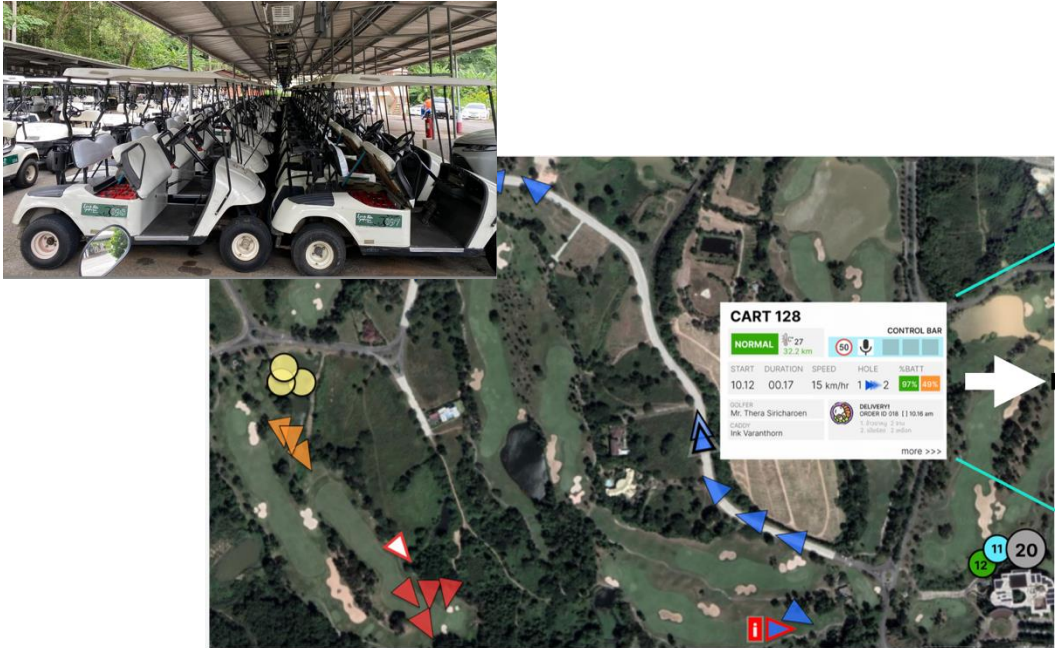 CART 128
CONTROL BAR
NORMAL
27
32.2 km
50
START DURATION SPEED HOLE %BATT
10.12 00.17 15 km/hr 1 2 97% 49%
GOLFER
Mr. Thera Siricharoen
CADDY
Ink Varanthorn
DELIVERY!
ORDER ID 018 [ ] 10.16 am
more >>>
11
20
12
i